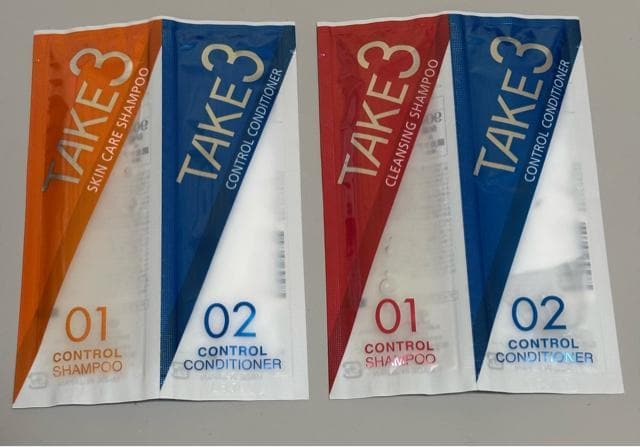 TAKE3
SKIN CARE SHAMPOO
01
CONTROL
SHAMPOO
TAKE3
CONTROL CONDITIONER
02
CONTROL
CONDITIONER
TAKE3
CLEANSING SHAMPOO
01
CONTROL
SHAMPOO
TAKE3
CONTROL CONDITIONER
02
CONTROL
CONDITIONER